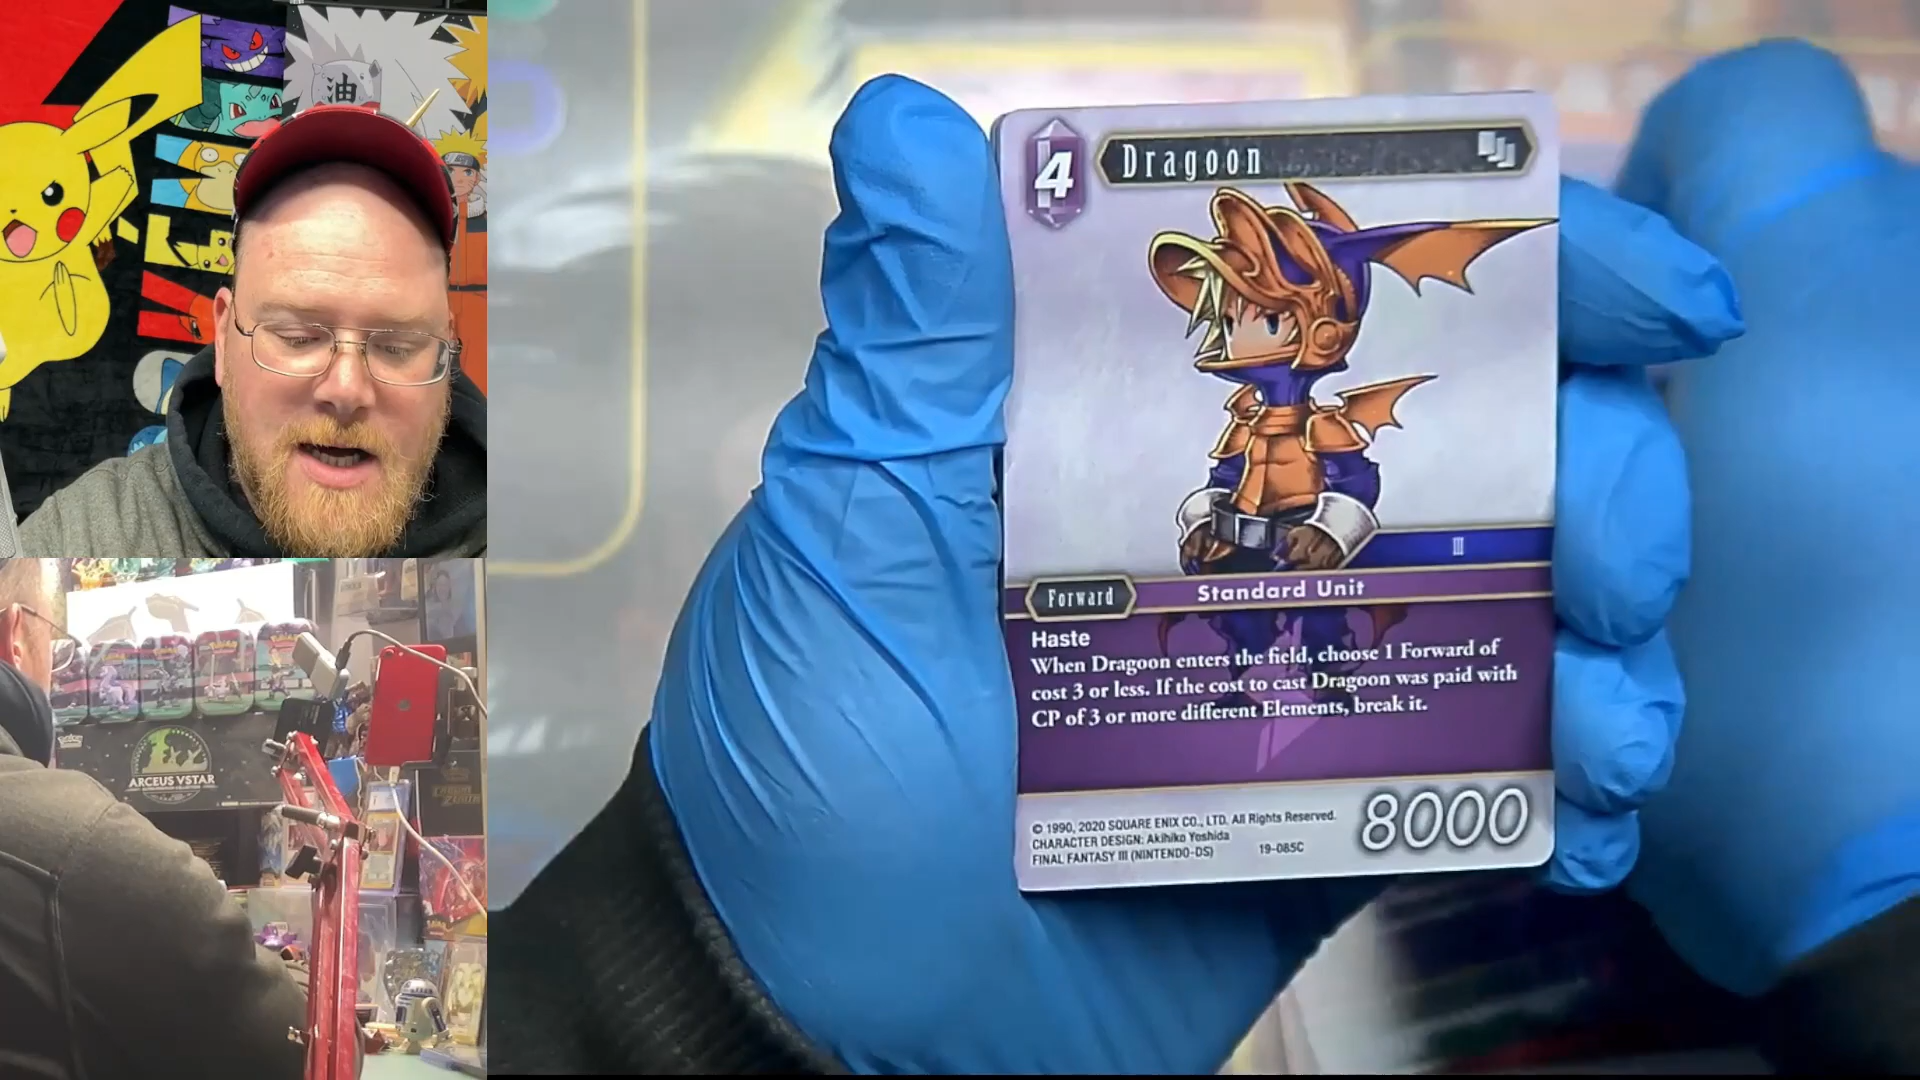 油
4
Dragoon
III
Forward
Standard Unit
Haste
When Dragoon enters the field, choose 1 Forward of
cost 3 or less. If the cost to cast Dragoon was paid with
CP of 3 or more different Elements, break it.
© 1990, 2020 SQUARE ENIX CO., LTD. All Rights Reserved.
CHARACTER DESIGN: Akihiko Yoshida
FINAL FANTASY III (NINTENDO-DS)
19-085C
8000
ARCEUS VSTAR